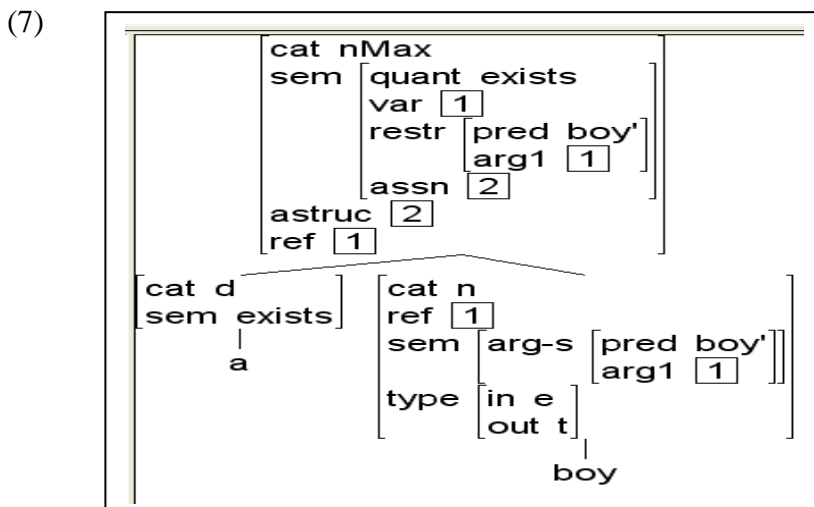 (7)
cat nMax
sem quant exists
var 1
restr pred boy'
arg1 1
assn 2
astruc 2
ref 1
cat d
sem exists
a
cat n
ref 1
sem arg-s pred boy'
arg1 1
type in e
out t
boy